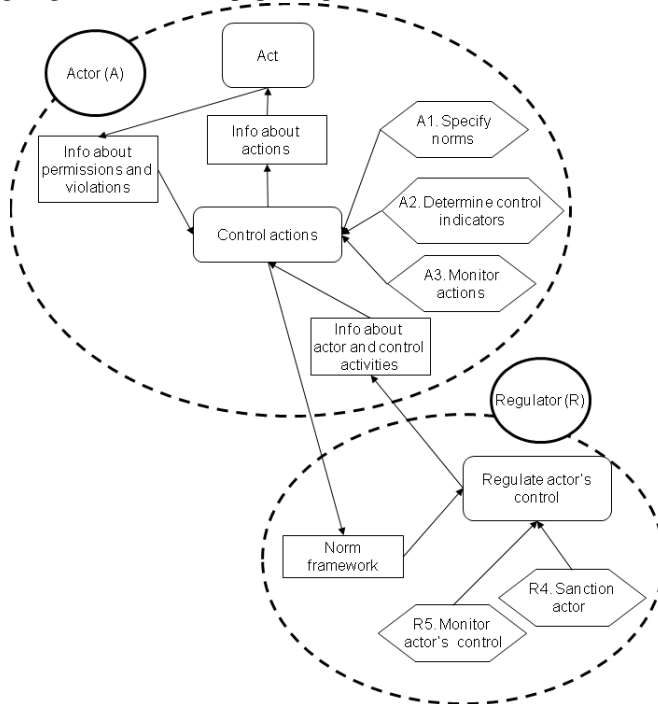 Actor (A)
Act
Info about
permissions and
violations
Info about
actions
A1. Specify
norms
A2. Determine control
indicators
Control actions
A3. Monitor
actions
Info about
actor and control
activities
Regulator (R)
Regulate actor's
control
Norm
framework
R4. Sanction
actor
R5. Monitor
actor's control